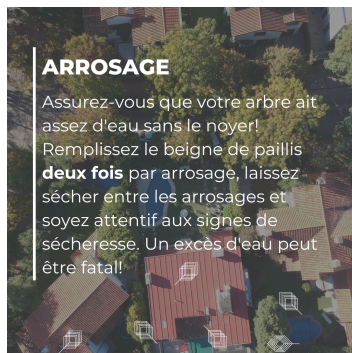 ARROSAGE
Assurez-vous que votre arbre ait
assez d'eau sans le noyer!
Remplissez le beigne de paillis
deux fois par arrosage, laissez
sécher entre les arrosages et
soyez attentif aux signes de
sécheresse. Un excès d'eau peut
être fatal!